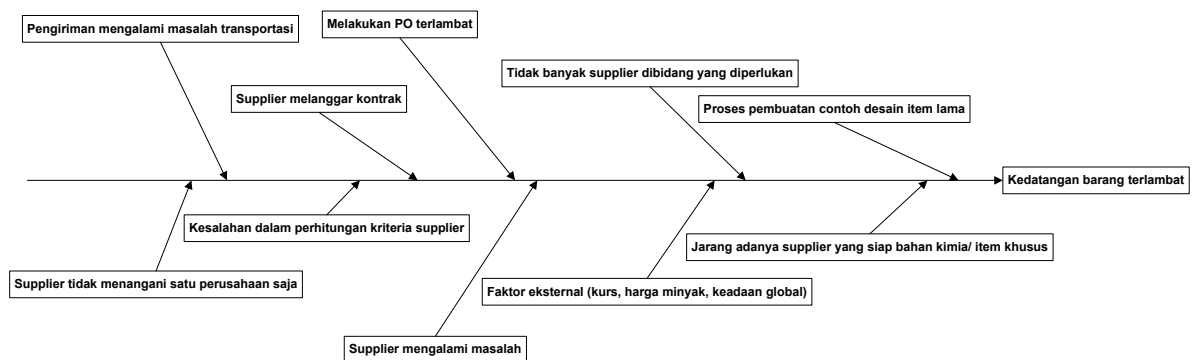 Pengiriman mengalami masalah transportasi
Melakukan PO terlambat
Tidak banyak supplier dibidang yang diperlukan
Supplier melanggar kontrak
Proses pembuatan contoh desain item lama
Kedatangan barang terlambat
Kesalahan dalam perhitungan kriteria supplier
Jarang adanya supplier yang siap bahan kimia/ item khusus
Supplier tidak menangani satu perusahaan saja
Faktor eksternal (kurs, harga minyak, keadaan global)
Supplier mengalami masalah